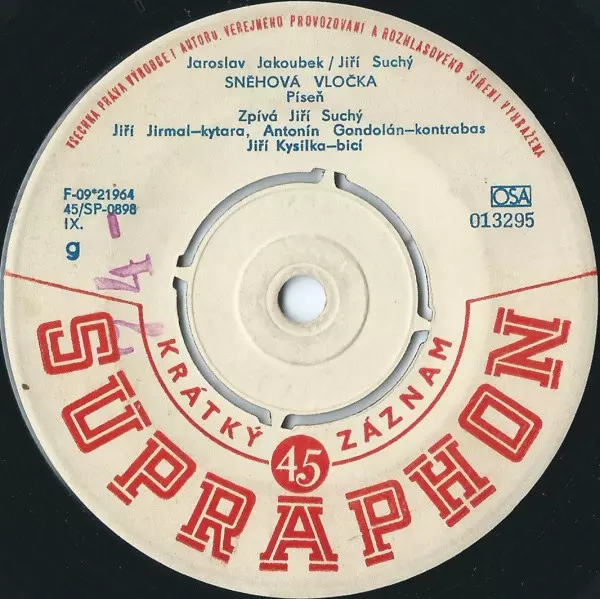 VŠECHNA PRÁVA VÝROBCE I AUTORU, VEŘEJNÉHO PROVOZOVÁNÍ A ROZHLASOVÉHO ŠÍŘENÍ VYHRAŽENA
Jaroslav Jakoubek / Jiří Suchý
SNĚHOVÁ VLOČKA
Píseň
Zpívá Jiří Suchý
Jiří Jirmal-kytara, Antonín Gondolán-kontrabas
Jiří Kysilka-bicí
F-09*21964
45/SP-0898
IX.
g
OSA
013295
KRÁTKÝ ZÁZNAM
45
SUPRAPHON